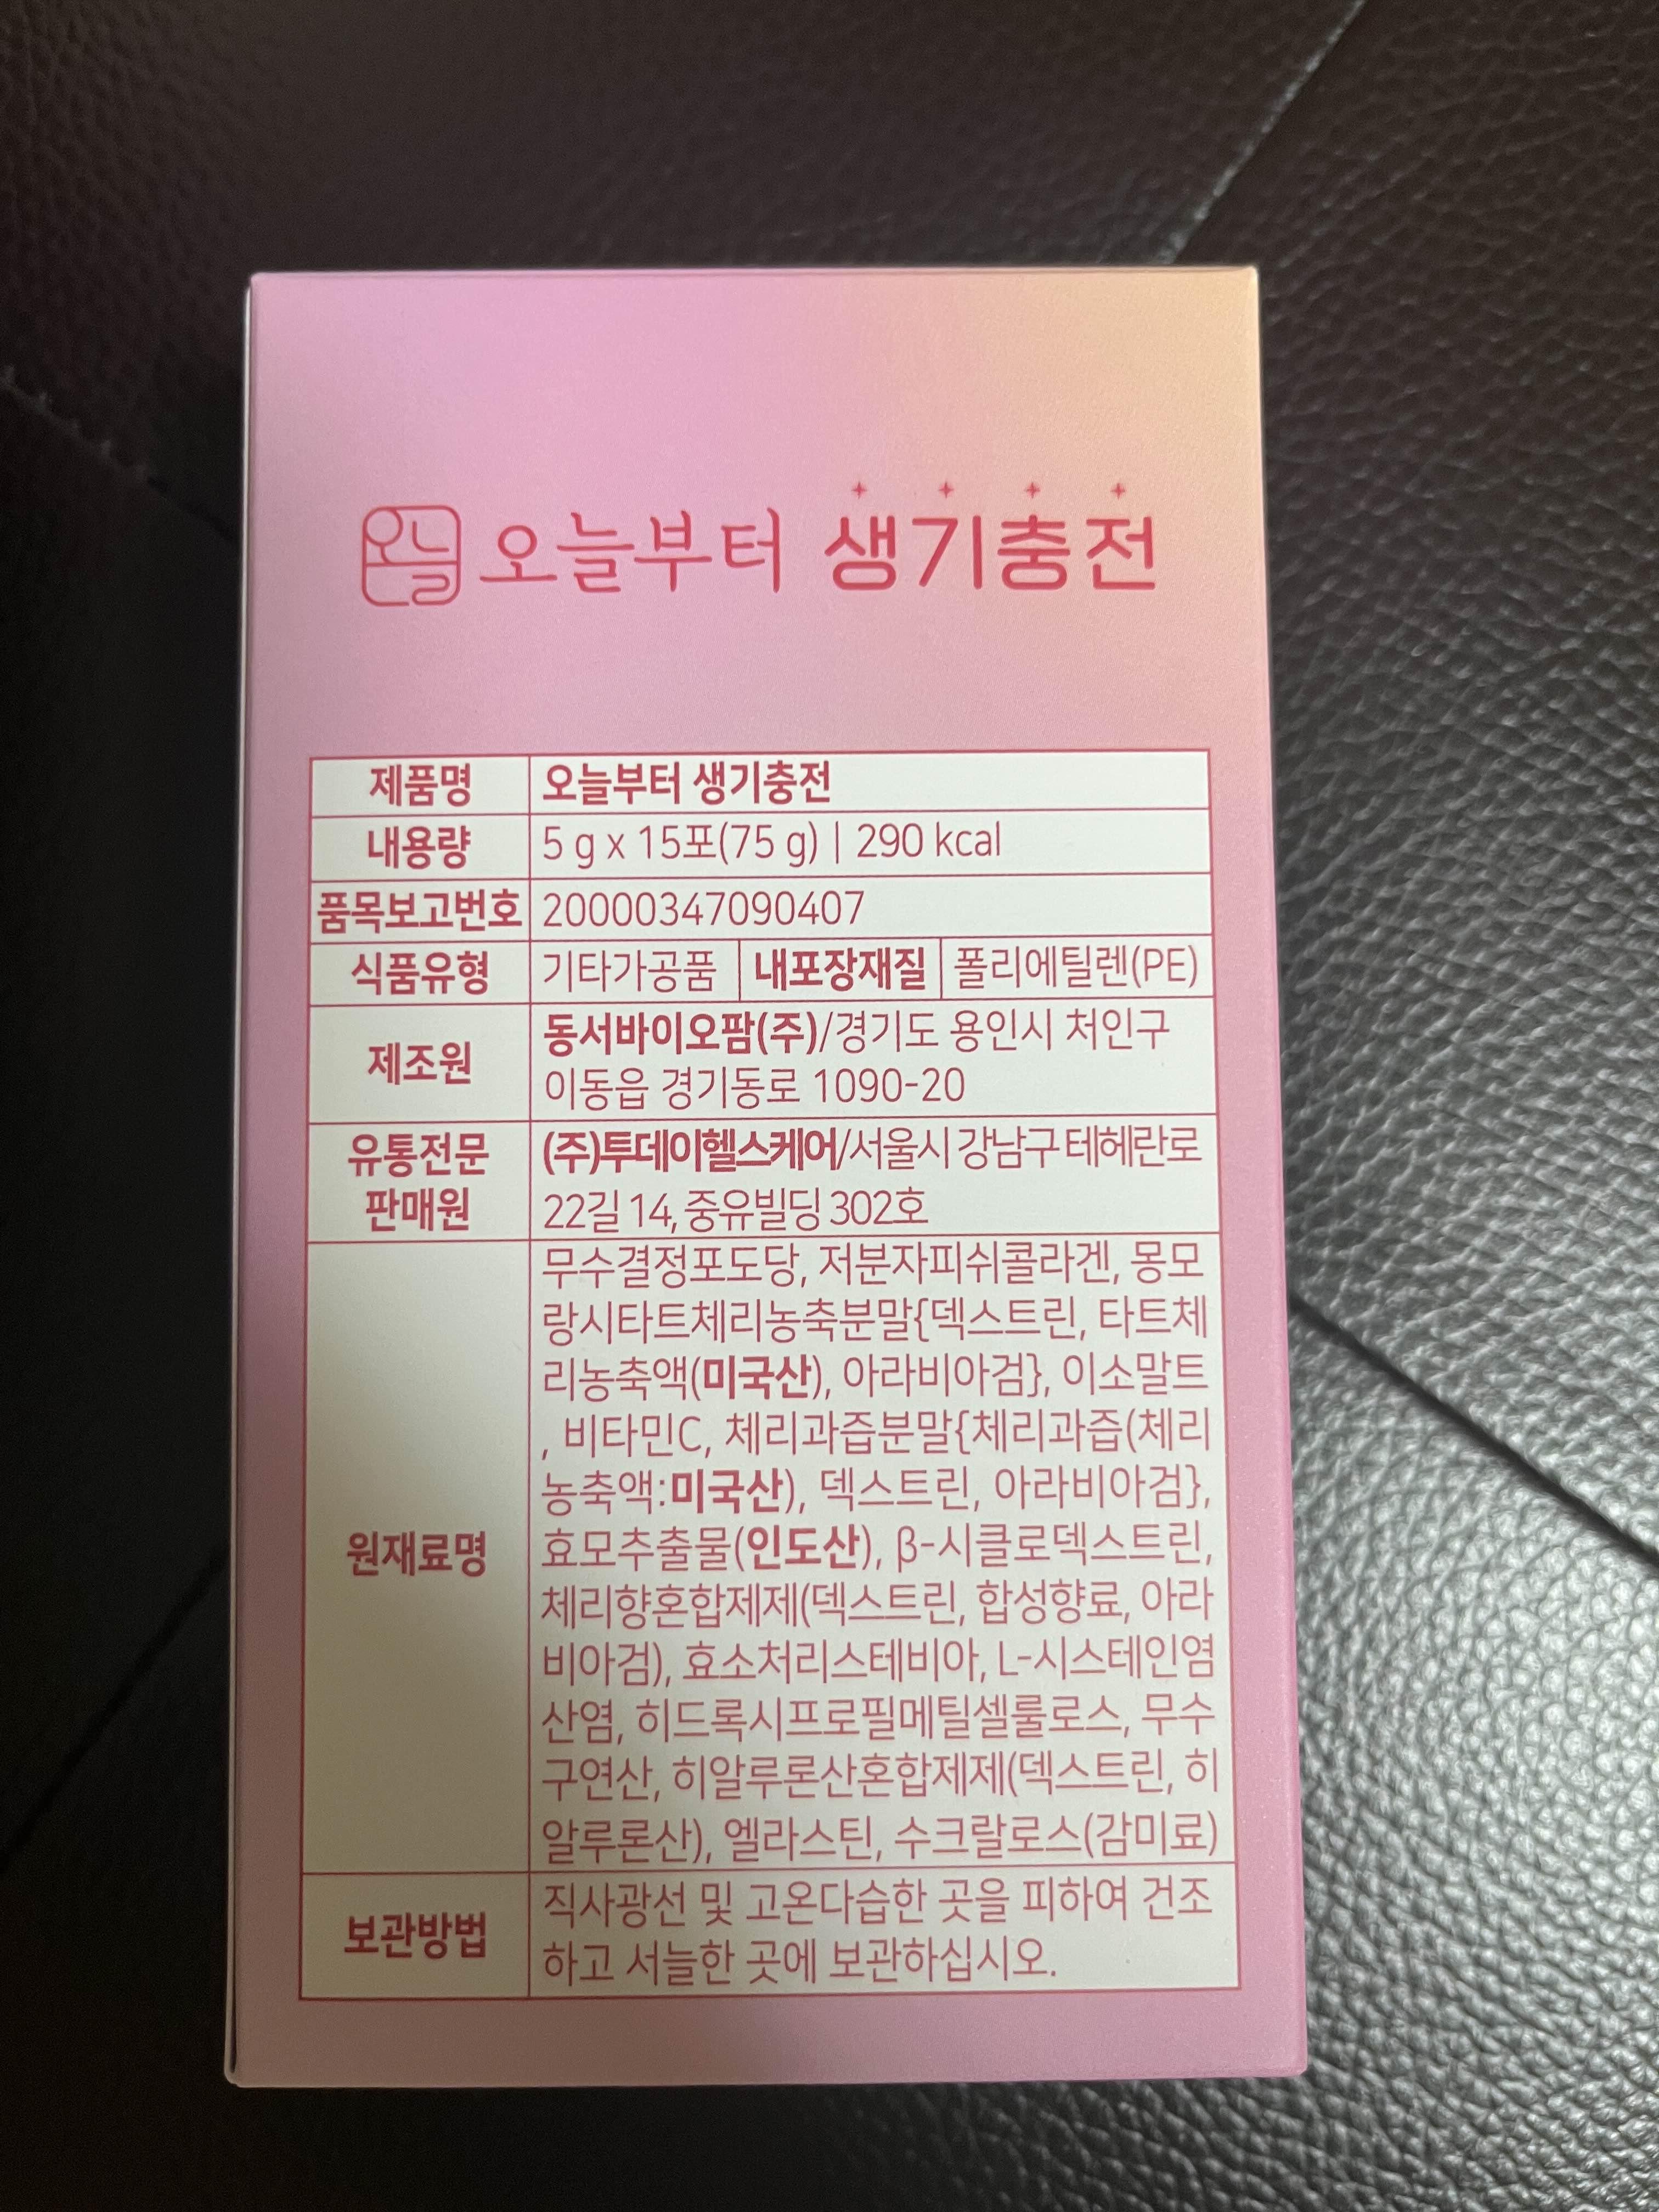 오늘 오늘부터 생기충전
제품명 오늘부터 생기충전
내용량 5 g x 15포(75 g) | 290 kcal
품목보고번호 20000347090407
식품유형 기타가공품 내포장재질 폴리에틸렌(PE)
제조원 동서바이오팜(주)/경기도 용인시 처인구
이동읍 경기동로 1090-20
유통전문 (주)투데이헬스케어/서울시 강남구 테헤란로
판매원 22길 14, 중유빌딩 302호
무수결정포도당, 저분자피쉬콜라겐, 몽모
랑시타트체리농축분말{덱스트린, 타트체
리농축액(미국산), 아라비아검}, 이소말트
, 비타민C, 체리과즙분말{체리과즙(체리
농축액:미국산), 덱스트린, 아라비아검},
원재료명 효모추출물(인도산), β-시클로덱스트린,
체리향혼합제제(덱스트린, 합성향료, 아라
비아검), 효소처리스테비아, L-시스테인염
산염, 히드록시프로필메틸셀룰로스, 무수
구연산, 히알루론산혼합제제(덱스트린, 히
알루론산), 엘라스틴, 수크랄로스(감미료)
보관방법 직사광선 및 고온다습한 곳을 피하여 건조
하고 서늘한 곳에 보관하십시오.